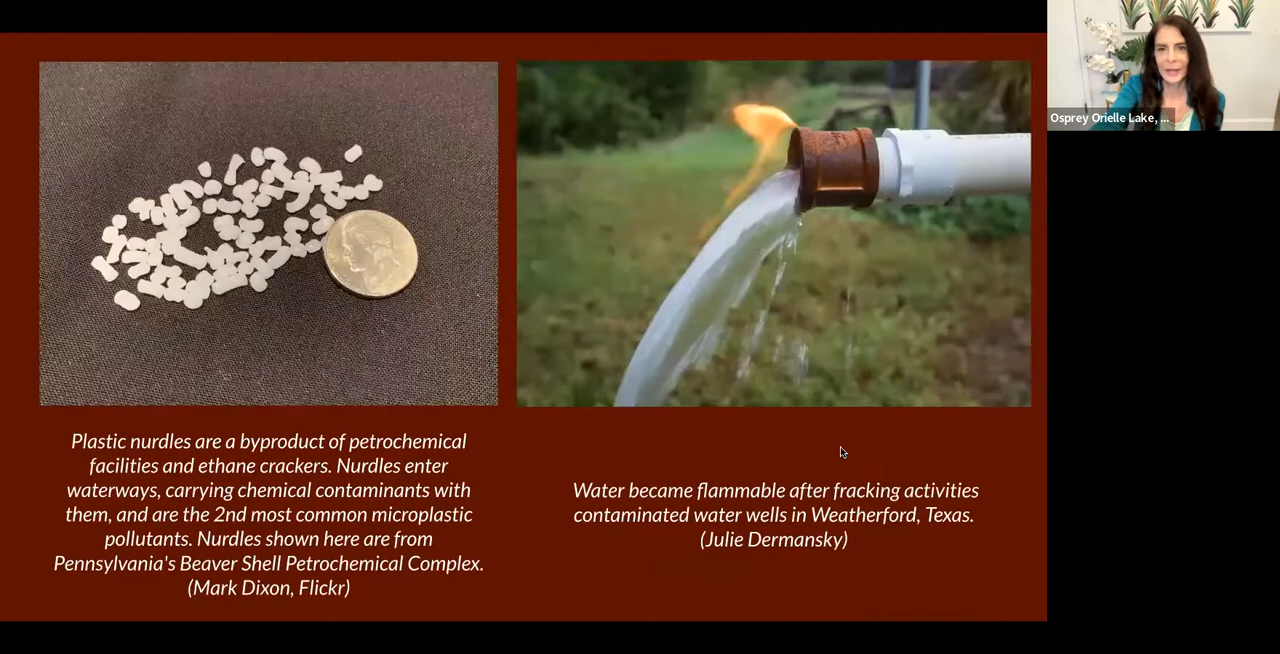 Osprey Orielle Lake, ...
Plastic nurdles are a byproduct of petrochemical
facilities and ethane crackers. Nurdles enter
waterways, carrying chemical contaminants with
them, and are the 2nd most common microplastic
pollutants. Nurdles shown here are from
Pennsylvania's Beaver Shell Petrochemical Complex.
(Mark Dixon, Flickr)
Water became flammable after fracking activities
contaminated water wells in Weatherford, Texas.
(Julie Dermansky)